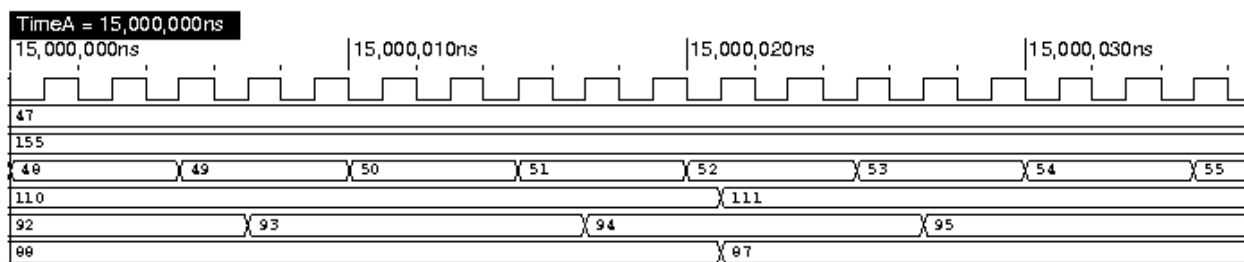 TimeA = 15,000,000ns
15,000,000ns 15,000,010ns 15,000,020ns 15,000,030ns
47
155
48 49 50 51 52 53 54 55
110 111
92 93 94 95
88 87